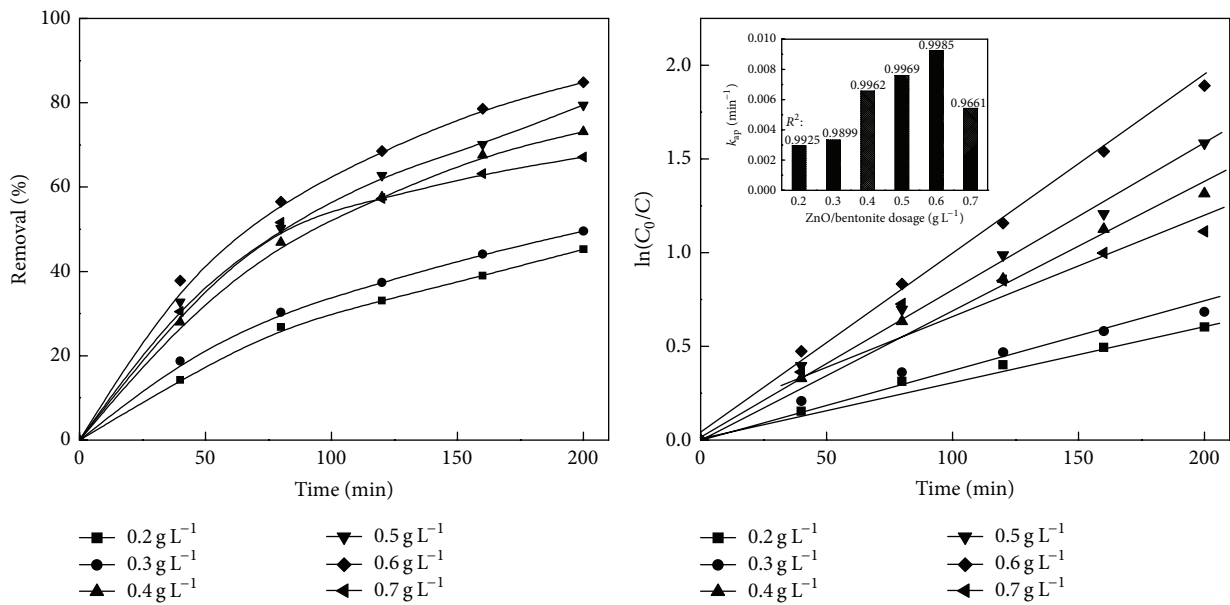 100
80
60
40
20
0
Removal (%)
0
50
100
150
200
Time (min)
0.2 g L⁻¹
0.3 g L⁻¹
0.4 g L⁻¹
0.5 g L⁻¹
0.6 g L⁻¹
0.7 g L⁻¹
2.0
1.5
1.0
0.5
0.0
ln(C₀/C)
0
50
100
150
200
Time (min)
0.010
0.008
0.006
0.004
0.002
0.000
k_ap (min⁻¹)
R²:
0.9925
0.9899
0.9962
0.9969
0.9985
0.9661
0.2
0.3
0.4
0.5
0.6
0.7
ZnO/bentonite dosage (g L⁻¹)
0.2 g L⁻¹
0.3 g L⁻¹
0.4 g L⁻¹
0.5 g L⁻¹
0.6 g L⁻¹
0.7 g L⁻¹